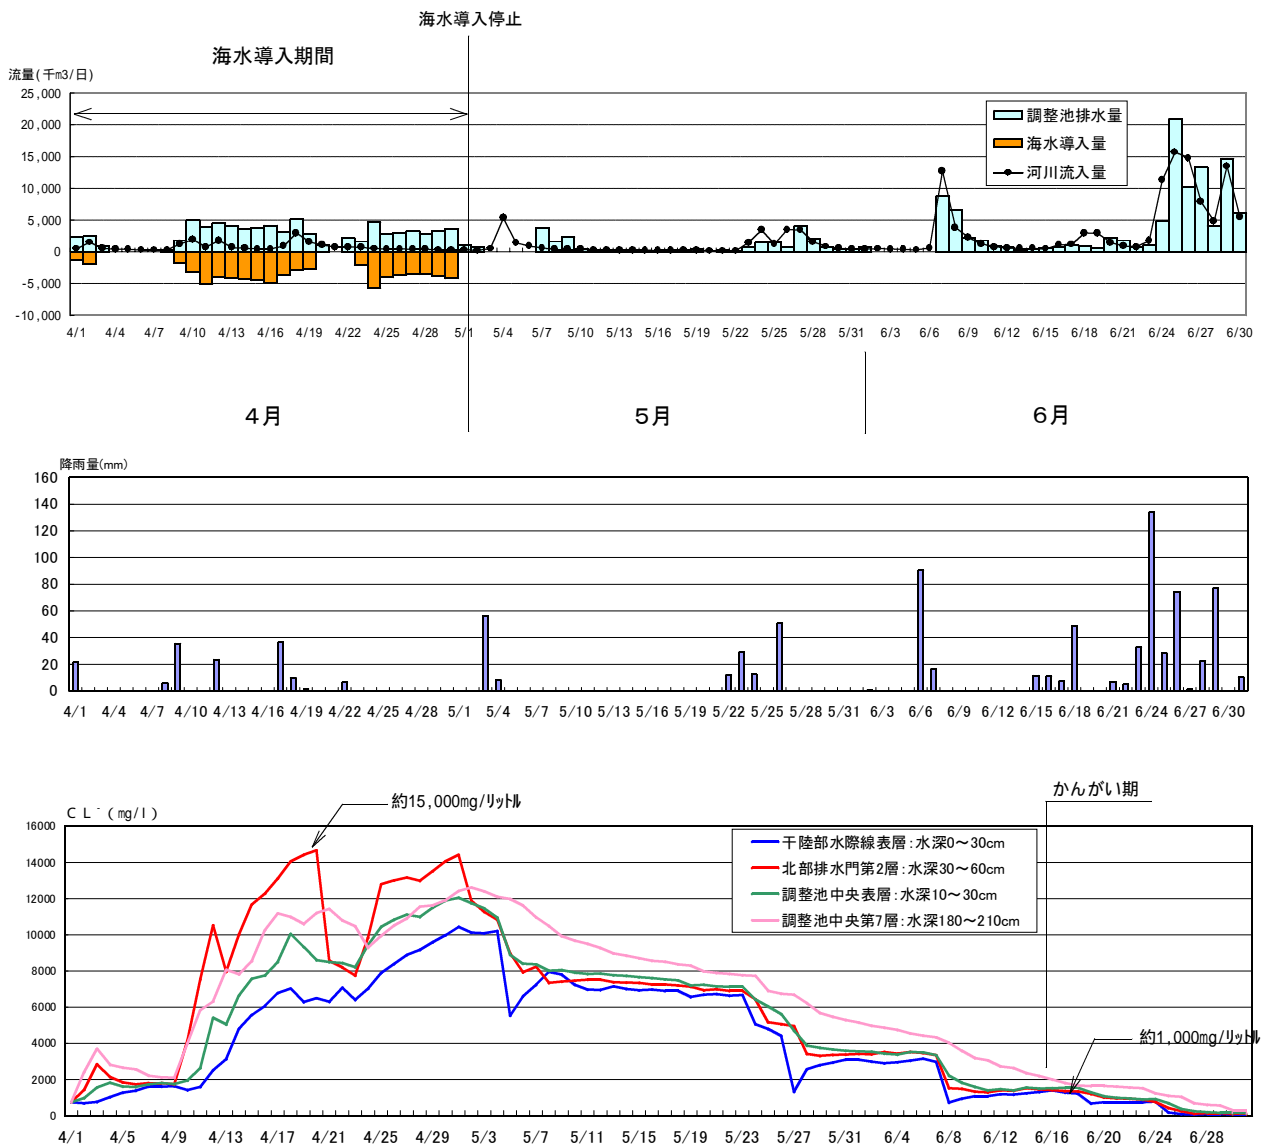 海水導入停止
海水導入期間
流量(千m3/日)
25,000
20,000
15,000
10,000
5,000
0
-5,000
-10,000
調整池排水量
海水導入量
河川流入量
4/1 4/4 4/7 4/10 4/13 4/16 4/19 4/22 4/25 4/28 5/1 5/4 5/7 5/10 5/13 5/16 5/19 5/22 5/25 5/28 5/31 6/3 6/6 6/9 6/12 6/15 6/18 6/21 6/24 6/27 6/30
4月 5月 6月
降雨量(mm)
160
140
120
100
80
60
40
20
0
4/1 4/4 4/7 4/10 4/13 4/16 4/19 4/22 4/25 4/28 5/1 5/4 5/7 5/10 5/13 5/16 5/19 5/22 5/25 5/28 5/31 6/3 6/6 6/9 6/12 6/15 6/18 6/21 6/24 6/27 6/30
ＣＬ⁻(mg/l)
約15,000mg/リットル
かんがい期
16000
14000
12000
10000
8000
6000
4000
2000
0
干陸部水際線表層:水深0～30cm
北部排水門第2層:水深30～60cm
調整池中央表層:水深10～30cm
調整池中央第7層:水深180～210cm
約1,000mg/リットル
4/1 4/5 4/9 4/13 4/17 4/21 4/25 4/29 5/3 5/7 5/11 5/15 5/19 5/23 5/27 5/31 6/4 6/8 6/12 6/16 6/20 6/24 6/28